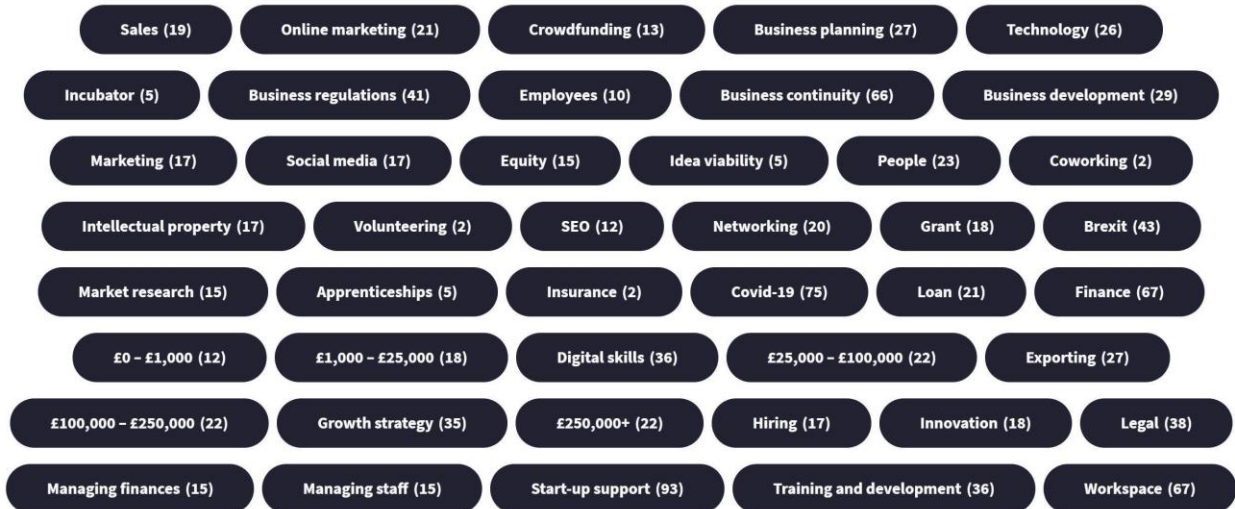 Sales (19) Online marketing (21) Crowdfunding (13) Business planning (27) Technology (26)
Incubator (5) Business regulations (41) Employees (10) Business continuity (66) Business development (29)
Marketing (17) Social media (17) Equity (15) Idea viability (5) People (23) Coworking (2)
Intellectual property (17) Volunteering (2) SEO (12) Networking (20) Grant (18) Brexit (43)
Market research (15) Apprenticeships (5) Insurance (2) Covid-19 (75) Loan (21) Finance (67)
£0 – £1,000 (12) £1,000 – £25,000 (18) Digital skills (36) £25,000 – £100,000 (22) Exporting (27)
£100,000 – £250,000 (22) Growth strategy (35) £250,000+ (22) Hiring (17) Innovation (18) Legal (38)
Managing finances (15) Managing staff (15) Start-up support (93) Training and development (36) Workspace (67)